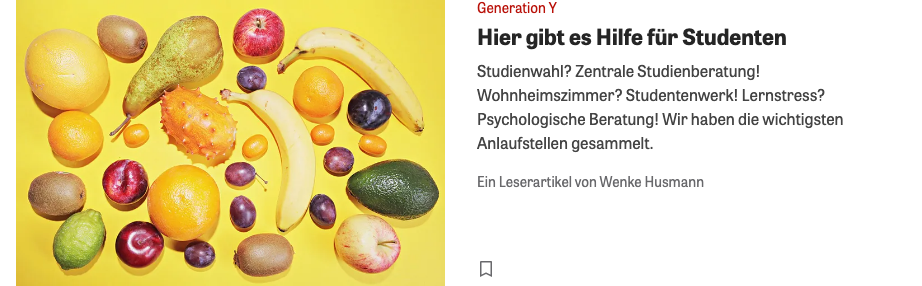 Generation Y
Hier gibt es Hilfe für Studenten
Studienwahl? Zentrale Studienberatung!
Wohnheimszimmer? Studentenwerk! Lernstress?
Psychologische Beratung! Wir haben die wichtigsten
Anlaufstellen gesammelt.
Ein Leserartikel von Wenke Husmann